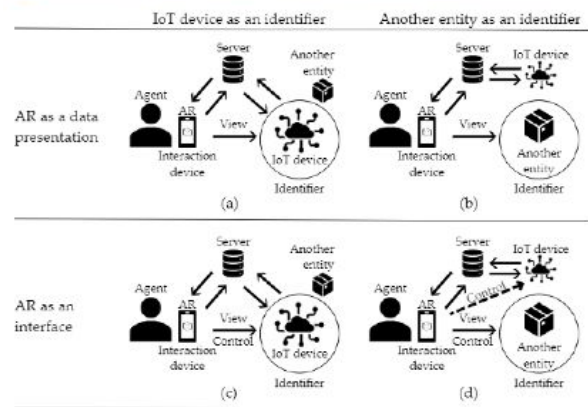 IoT device as an identifier
Another entity as an identifier
AR as a data
presentation
Server
Another
entity
Agent
AR
View
IoT device
Interaction
device
Identifier
(a)
Server
IoT device
Agent
AR
View
Another
entity
Interaction
device
Identifier
(b)
AR as an
interface
Server
Another
entity
Agent
AR
View
Control
IoT device
Interaction
device
Identifier
(c)
Server
IoT device
Control
Agent
AR
View
Control
Another
entity
Interaction
device
Identifier
(d)